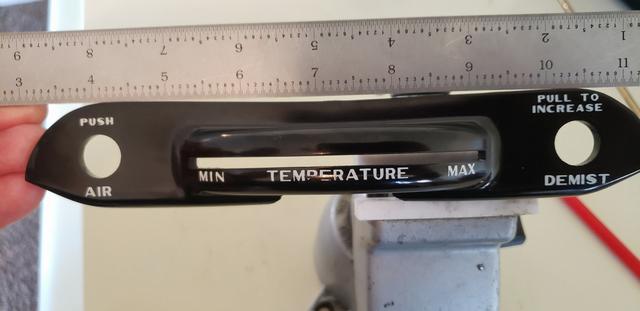 9 8 7 6 5 4 3 2 1
3 4 5 6 7 8 9 10 11
PUSH
AIR
MIN TEMPERATURE MAX
PULL TO
INCREASE
DEMIST